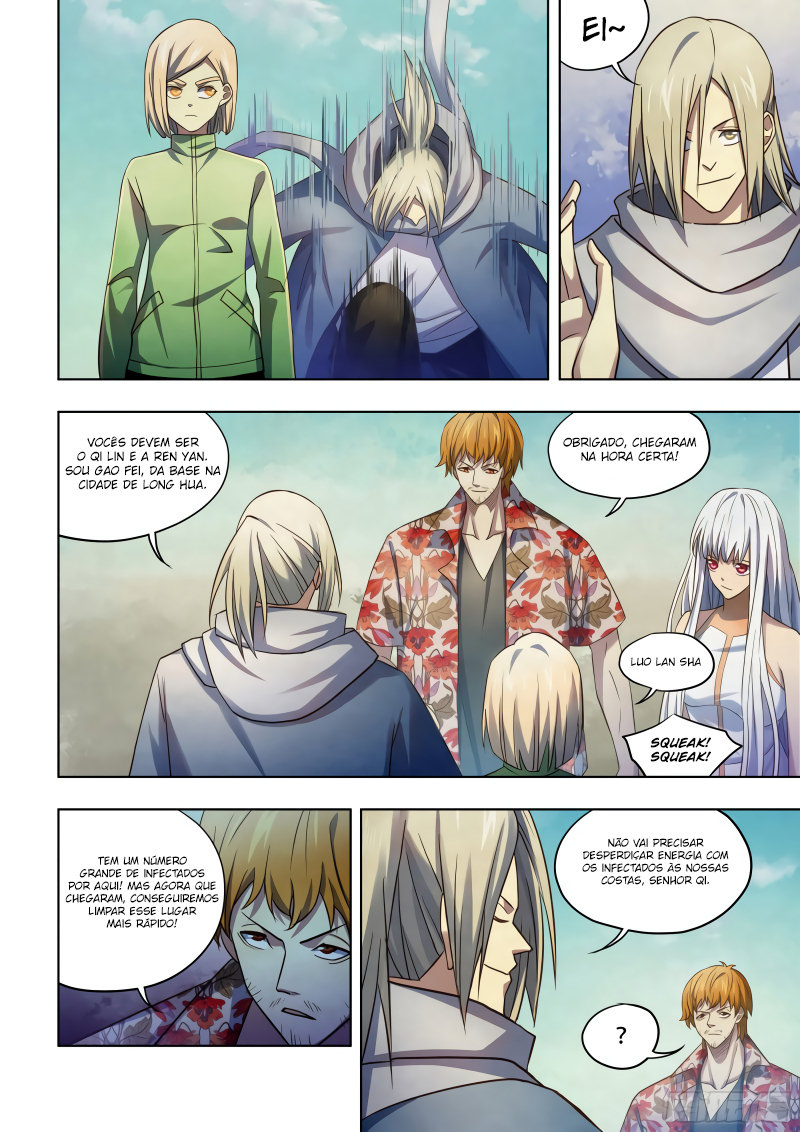 EI~
VOCÊS DEVEM SER
O QI LIN E A REN YAN.
SOU GAO FEI, DA BASE NA
CIDADE DE LONG HUA.
OBRIGADO, CHEGARAM
NA HORA CERTA!
LUO LAN SHA
SQUEAK!
SQUEAK!
TEM UM NÚMERO
GRANDE DE INFECTADOS
POR AQUI! MAS AGORA QUE
CHEGARAM, CONSEGUIREMOS
LIMPAR ESSE LUGAR
MAIS RÁPIDO!
NÃO VAI PRECISAR
DESPERDIÇAR ENERGIA COM
OS INFECTADOS ÀS NOSSAS
COSTAS, SENHOR QI.
?